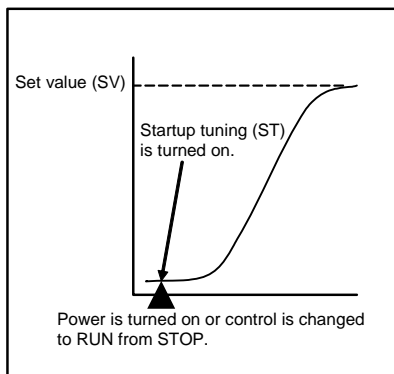 Set value (SV)
Startup tuning (ST)
is turned on.
Power is turned on or control is changed
to RUN from STOP.